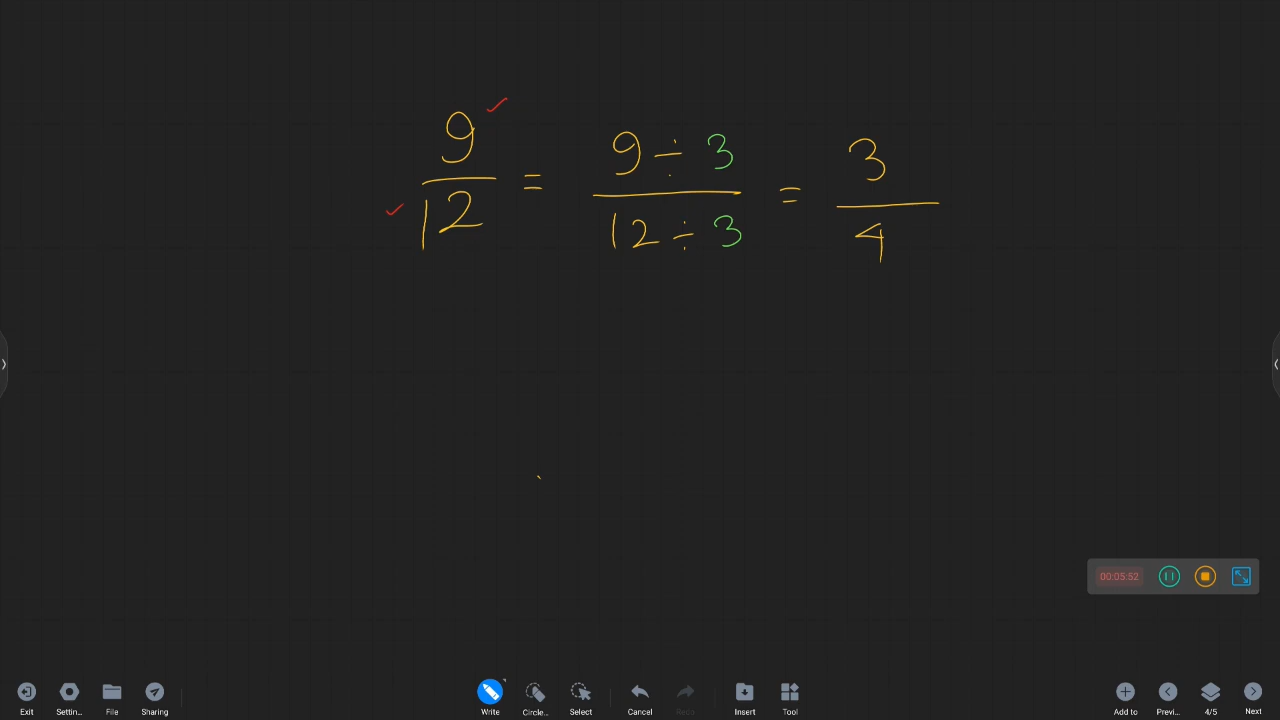 9/12 = 9 ÷ 3/12 ÷ 3 = 3/4
00:05:52
Exit Settin... File Sharing Write Circle... Select Cancel Redo Insert Tool Add to Previ... 4/5 Next